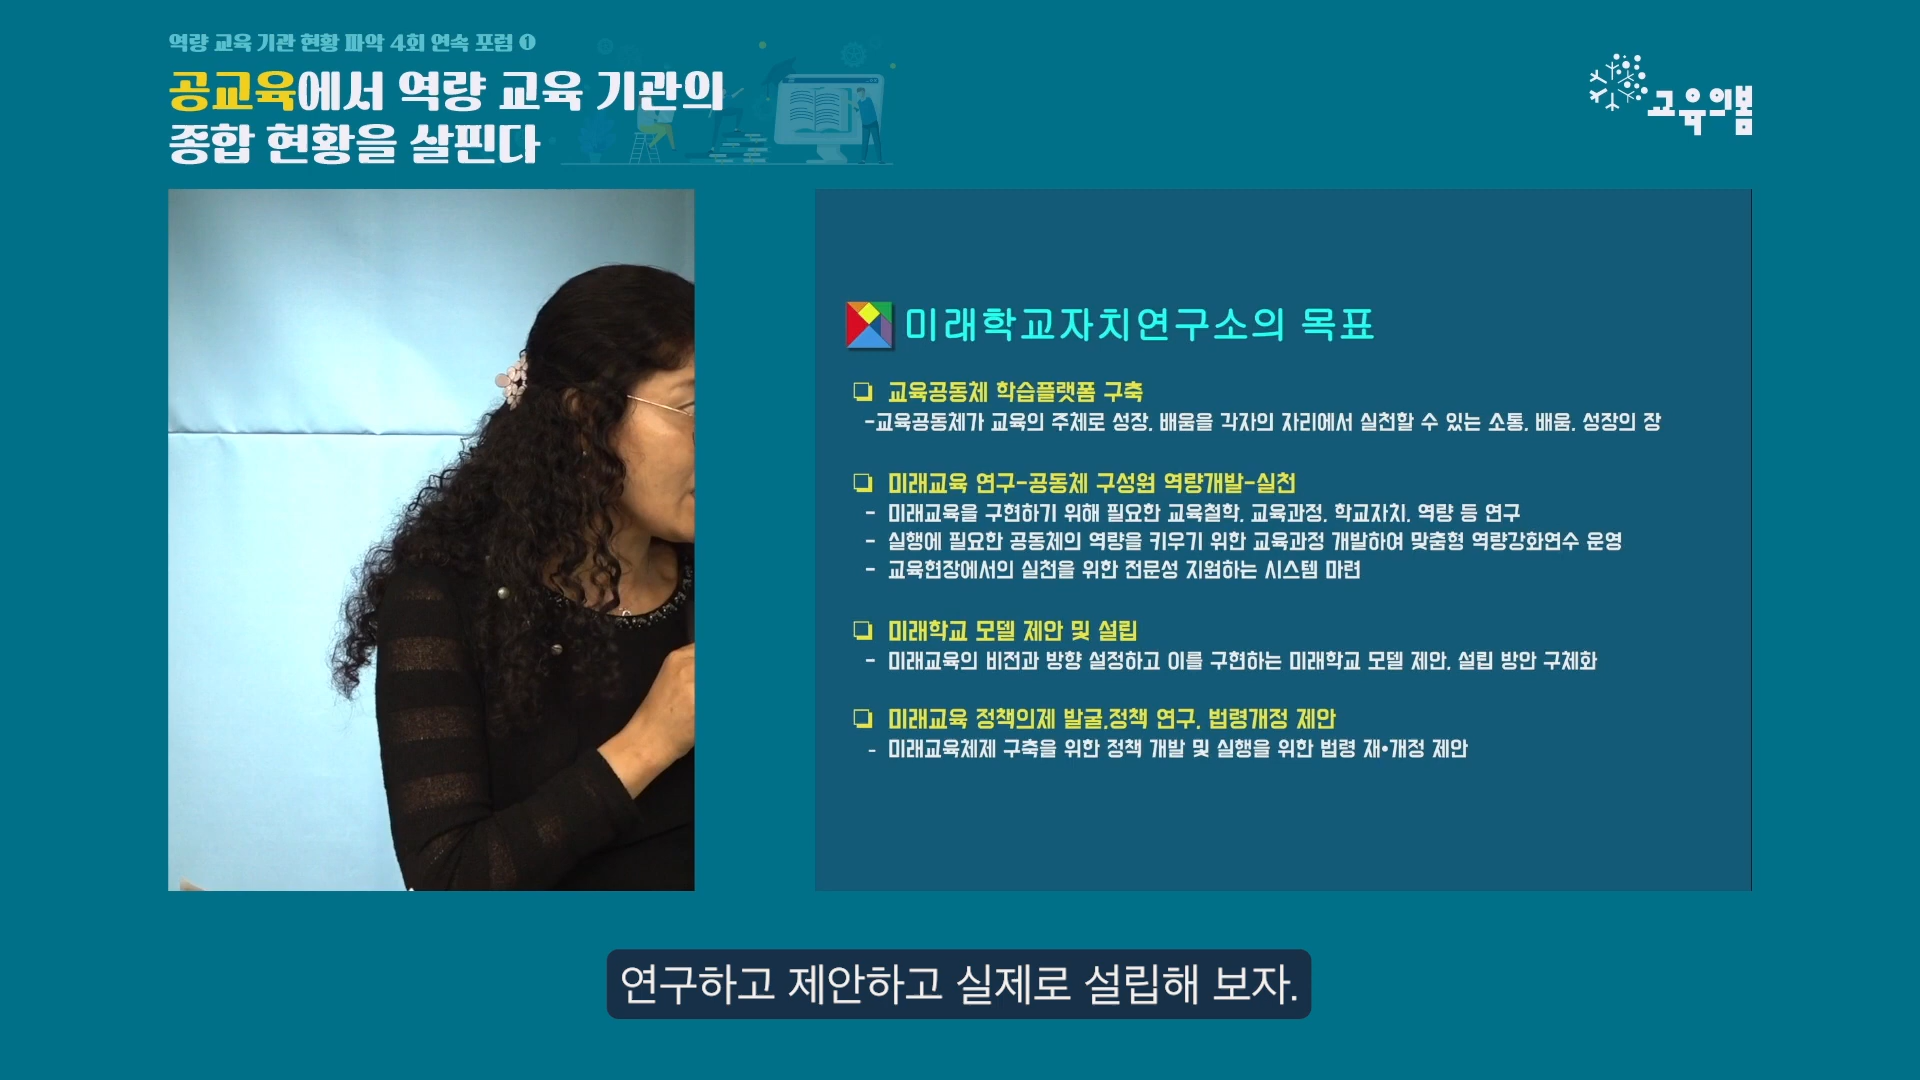 역량 교육 기관 현황 파악 4회 연속 포럼 ❶
공교육에서 역량 교육 기관의
종합 현황을 살핀다
교육의봄
미래학교자치연구소의 목표
❏ 교육공동체 학습플랫폼 구축
-교육공동체가 교육의 주체로 성장, 배움을 각자의 자리에서 실천할 수 있는 소통, 배움, 성장의 장
❏ 미래교육 연구-공동체 구성원 역량개발-실천
- 미래교육을 구현하기 위해 필요한 교육철학, 교육과정, 학교자치, 역량 등 연구
- 실행에 필요한 공동체의 역량을 키우기 위한 교육과정 개발하여 맞춤형 역량강화연수 운영
- 교육현장에서의 실천을 위한 전문성 지원하는 시스템 마련
❏ 미래학교 모델 제안 및 설립
- 미래교육의 비전과 방향 설정하고 이를 구현하는 미래학교 모델 제안, 설립 방안 구체화
❏ 미래교육 정책의제 발굴,정책 연구, 법령개정 제안
- 미래교육체제 구축을 위한 정책 개발 및 실행을 위한 법령 재•개정 제안
연구하고 제안하고 실제로 설립해 보자.